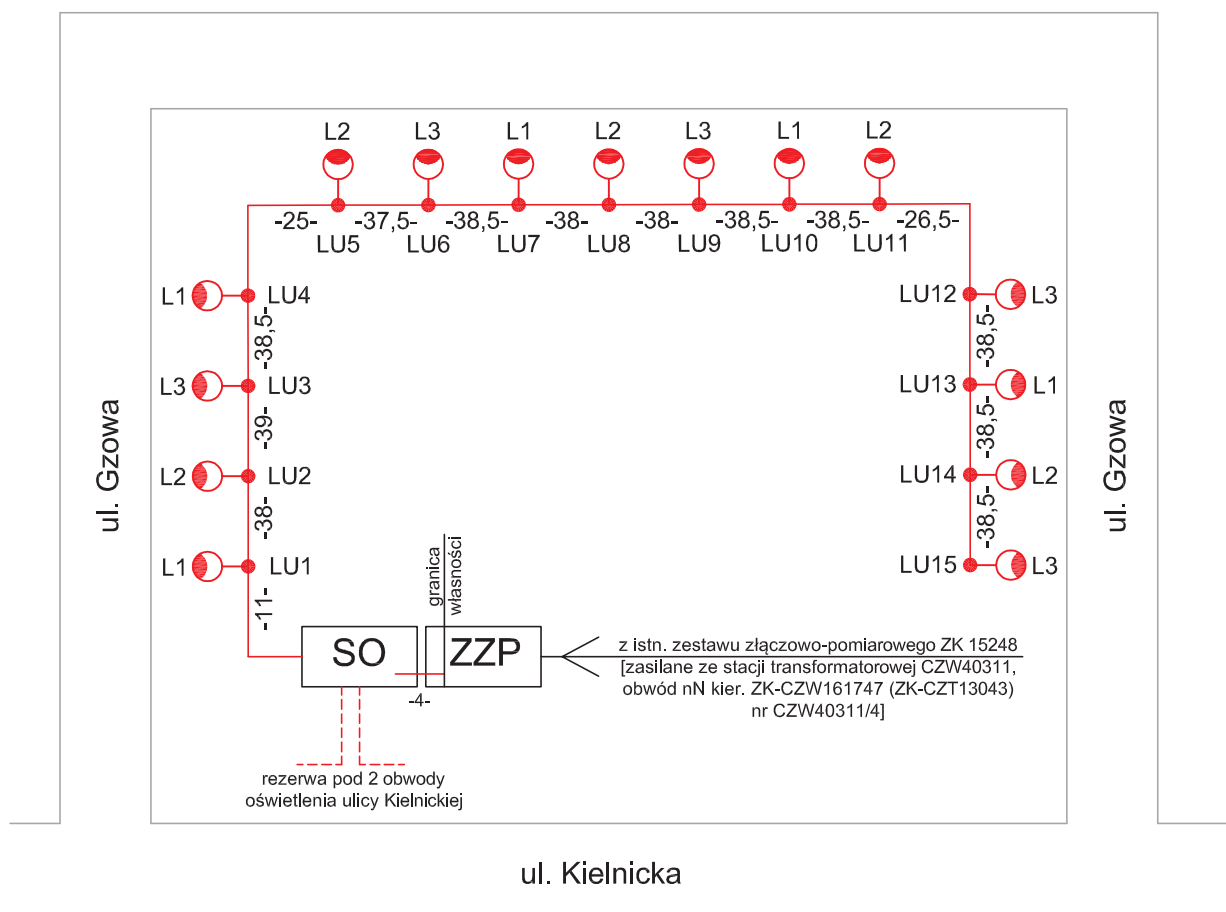 L2 L3 L1 L2 L3 L1 L2
-25- -37,5- -38,5- -38- -38- -38,5- -38,5- -26,5-
LU5 LU6 LU7 LU8 LU9 LU10 LU11
L1 LU4
-38,5-
L3 LU3
-39-
L2 LU2
-38-
L1 LU1
-11-
LU12 L3
-38,5-
LU13 L1
-38,5-
LU14 L2
-38,5-
LU15 L3
ul. Gzowa
ul. Gzowa
granica
własności
SO
ZZP
-4-
z istn. zestawu złączowo-pomiarowego ZK 15248
[zasilane ze stacji transformatorowej CZW40311,
obwód nN kier. ZK-CZW161747 (ZK-CZT13043)
nr CZW40311/4]
rezerwa pod 2 obwody
oświetlenia ulicy Kielnickiej
ul. Kielnicka